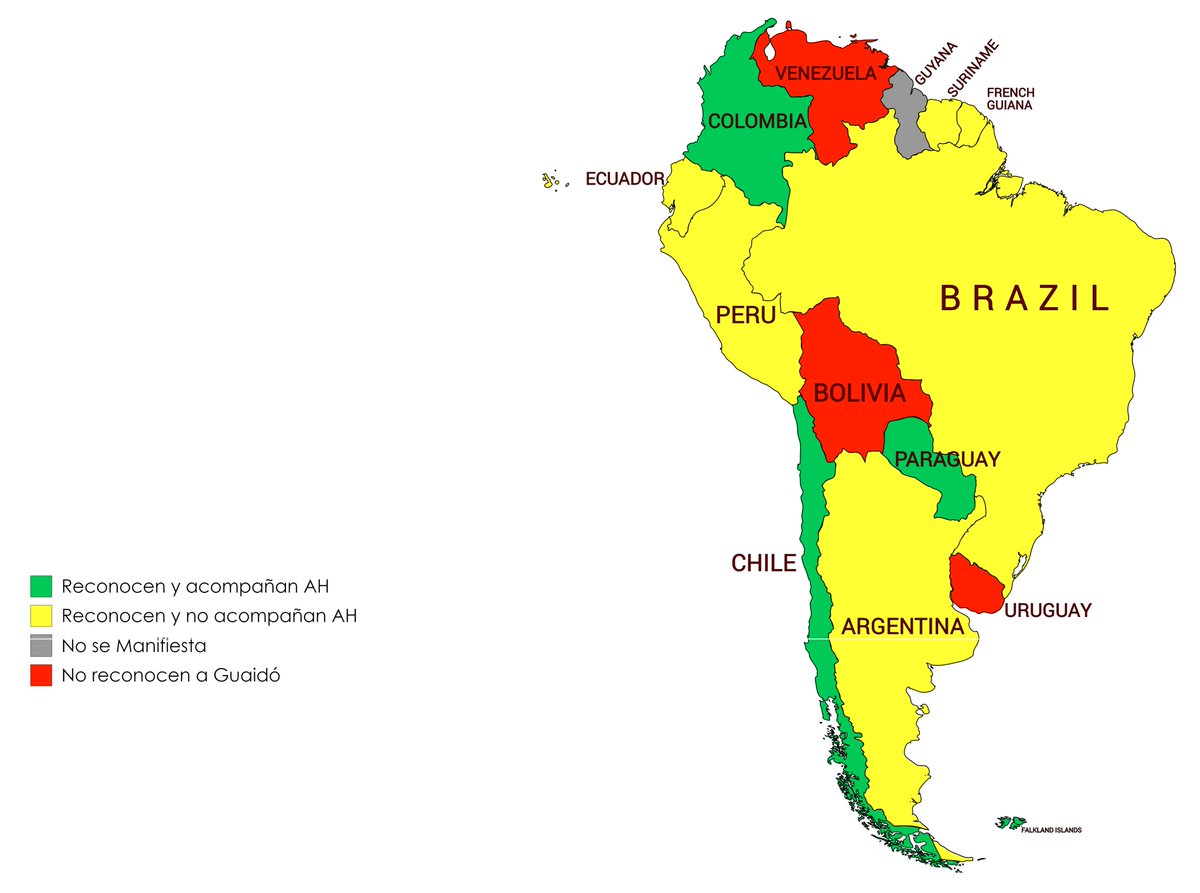 VENEZUELA
GUYANA
SURINAME
FRENCH
GUIANA
COLOMBIA
ECUADOR
BRAZIL
PERU
BOLIVIA
PARAGUAY
CHILE
URUGUAY
ARGENTINA
FALKLAND ISLANDS
Reconocen y acompañan AH
Reconocen y no acompañan AH
No se Manifiesta
No reconocen a Guaidó